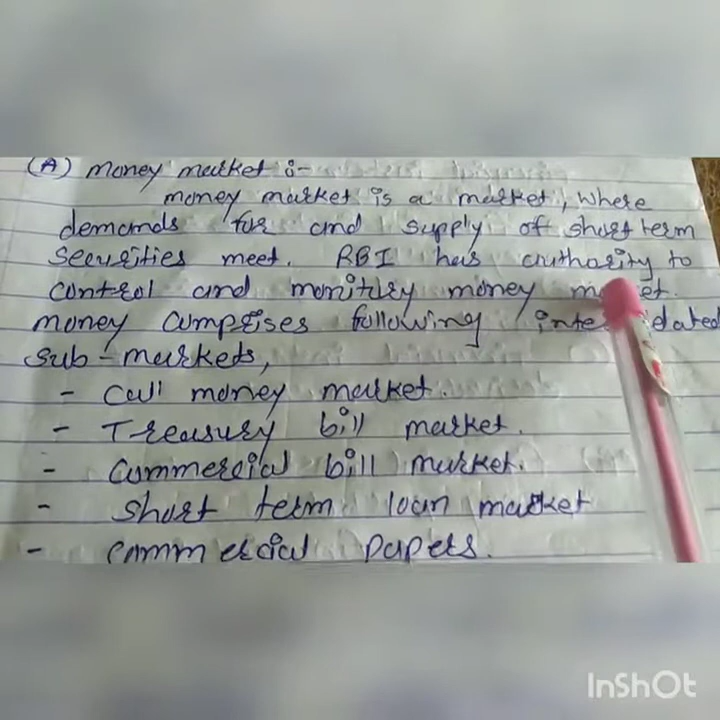 (A) money market :-
money market is a market, where
demands for and supply of short term
securities meet. RBI has authority to
control and monitary money
money comprises following
sub-markets,
- Call money market.
- Treasury bill market.
- Commercial bill market.
- short term loan market
- commercial papers.
InShOt